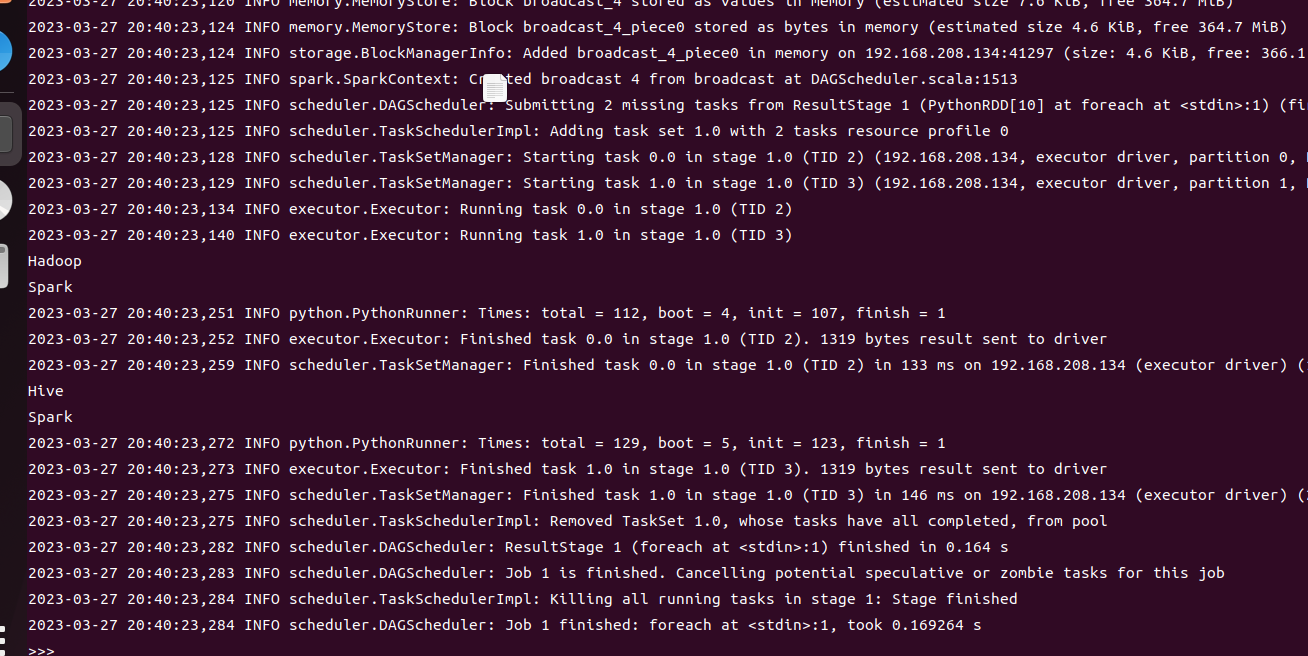 2023-03-27 20:40:23,120 INFO memory.MemoryStore: Block broadcast_4 stored as values in memory (estimated size 7.6 KiB, free 364.7 MiB)
2023-03-27 20:40:23,124 INFO memory.MemoryStore: Block broadcast_4_piece0 stored as bytes in memory (estimated size 4.6 KiB, free 364.7 MiB)
2023-03-27 20:40:23,124 INFO storage.BlockManagerInfo: Added broadcast_4_piece0 in memory on 192.168.208.134:41297 (size: 4.6 KiB, free: 366.1
2023-03-27 20:40:23,125 INFO spark.SparkContext: Created broadcast 4 from broadcast at DAGScheduler.scala:1513
2023-03-27 20:40:23,125 INFO scheduler.DAGScheduler: Submitting 2 missing tasks from ResultStage 1 (PythonRDD[10] at foreach at <stdin>:1) (fi
2023-03-27 20:40:23,125 INFO scheduler.TaskSchedulerImpl: Adding task set 1.0 with 2 tasks resource profile 0
2023-03-27 20:40:23,128 INFO scheduler.TaskSetManager: Starting task 0.0 in stage 1.0 (TID 2) (192.168.208.134, executor driver, partition 0,
2023-03-27 20:40:23,129 INFO scheduler.TaskSetManager: Starting task 1.0 in stage 1.0 (TID 3) (192.168.208.134, executor driver, partition 1,
2023-03-27 20:40:23,134 INFO executor.Executor: Running task 0.0 in stage 1.0 (TID 2)
2023-03-27 20:40:23,140 INFO executor.Executor: Running task 1.0 in stage 1.0 (TID 3)
Hadoop
Spark
2023-03-27 20:40:23,251 INFO python.PythonRunner: Times: total = 112, boot = 4, init = 107, finish = 1
2023-03-27 20:40:23,252 INFO executor.Executor: Finished task 0.0 in stage 1.0 (TID 2). 1319 bytes result sent to driver
2023-03-27 20:40:23,259 INFO scheduler.TaskSetManager: Finished task 0.0 in stage 1.0 (TID 2) in 133 ms on 192.168.208.134 (executor driver) (
Hive
Spark
2023-03-27 20:40:23,272 INFO python.PythonRunner: Times: total = 129, boot = 5, init = 123, finish = 1
2023-03-27 20:40:23,273 INFO executor.Executor: Finished task 1.0 in stage 1.0 (TID 3). 1319 bytes result sent to driver
2023-03-27 20:40:23,275 INFO scheduler.TaskSetManager: Finished task 1.0 in stage 1.0 (TID 3) in 146 ms on 192.168.208.134 (executor driver) (
2023-03-27 20:40:23,275 INFO scheduler.TaskSchedulerImpl: Removed TaskSet 1.0, whose tasks have all completed, from pool
2023-03-27 20:40:23,282 INFO scheduler.DAGScheduler: ResultStage 1 (foreach at <stdin>:1) finished in 0.164 s
2023-03-27 20:40:23,283 INFO scheduler.DAGScheduler: Job 1 is finished. Cancelling potential speculative or zombie tasks for this job
2023-03-27 20:40:23,284 INFO scheduler.TaskSchedulerImpl: Killing all running tasks in stage 1: Stage finished
2023-03-27 20:40:23,284 INFO scheduler.DAGScheduler: Job 1 finished: foreach at <stdin>:1, took 0.169264 s
>>>